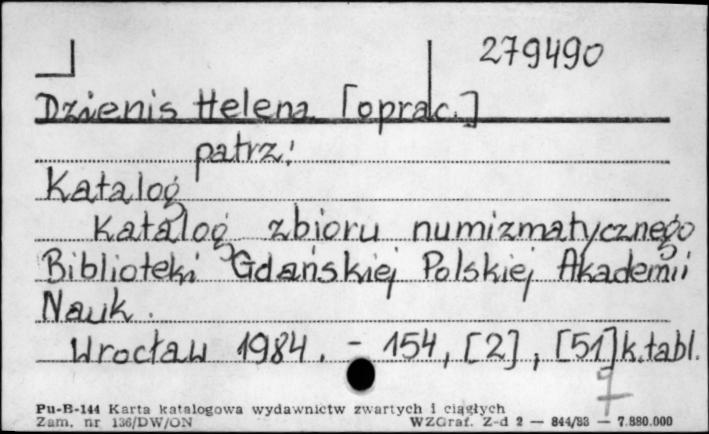 279490
Dzienis Helena [oprac.]
patrz:
Katalog
Katalog zbioru numizmatycznego
Biblioteki Gdańskiej Polskiej Akademii
Nauk.
Wrocław 1984. - 154, [2], [51] k.tabl.
Pu-B-144 Karta katalogowa wydawnictw zwartych i ciągłych
Zam. nr 136/DW/ON WZGraf. Z-d 2 — 844/83 — 7.880.000